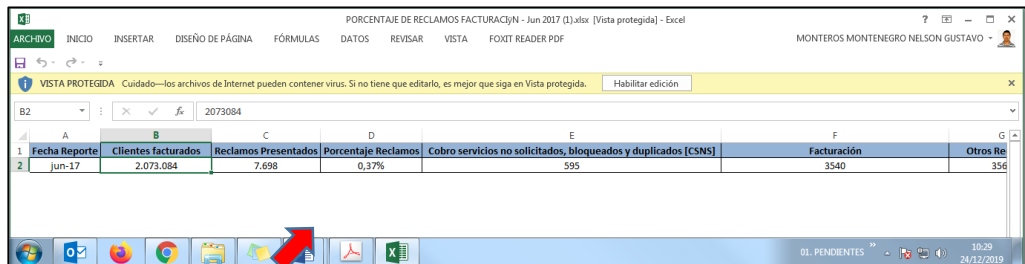 PORCENTAJE DE RECLAMOS FACTURACIÿN - Jun 2017 (1).xlsx [Vista protegida] - Excel
ARCHIVO INICIO INSERTAR DISEÑO DE PÁGINA FÓRMULAS DATOS REVISAR VISTA FOXIT READER PDF MONTEROS MONTENEGRO NELSON GUSTAVO
VISTA PROTEGIDA Cuidado—los archivos de Internet pueden contener virus. Si no tiene que editarlo, es mejor que siga en Vista protegida. Habilitar edición
B2 fx 2073084
A B C D E F G
1 Fecha Reporte Clientes facturados Reclamos Presentados Porcentaje Reclamos Cobro servicios no solicitados, bloqueados y duplicados [CSNS] Facturación Otros Re
2 jun-17 2.073.084 7.698 0,37% 595 3540 356
01. PENDIENTES » 10:29
24/12/2019